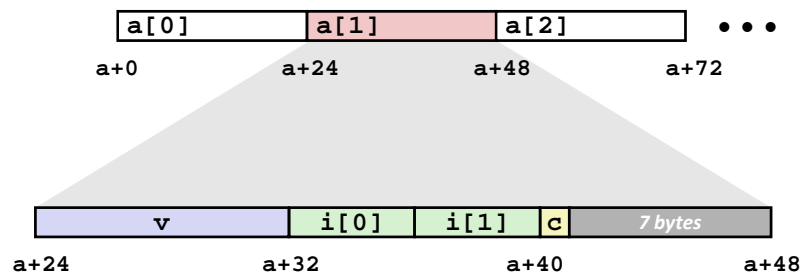 a[0] a[1] a[2] •••
a+0 a+24 a+48 a+72
v i[0] i[1] c 7 bytes
a+24 a+32 a+40 a+48